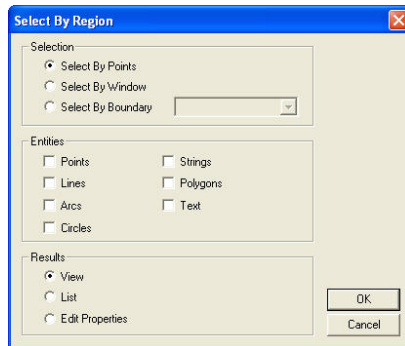 Select By Region
Selection
Select By Points
Select By Window
Select By Boundary
Entities
Points
Strings
Lines
Polygons
Arcs
Text
Circles
Results
View
List
Edit Properties
OK
Cancel